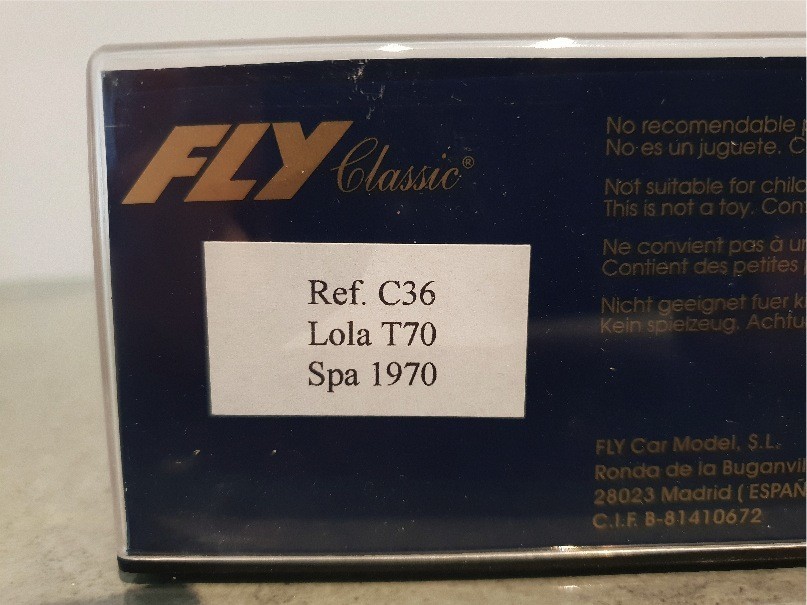 FLY Classic®
Ref. C36
Lola T70
Spa 1970
No recomendable
No es un juguete. C
Not suitable for chil
This is not a toy. Con
Ne convient pas à u
Contient des petites
Nicht geeignet fuer k
Kein spielzeug. Achtu
FLY Car Model, S.L.
Ronda de la Buganvil
28023 Madrid ( ESPAÑ
C.I.F. B-81410672